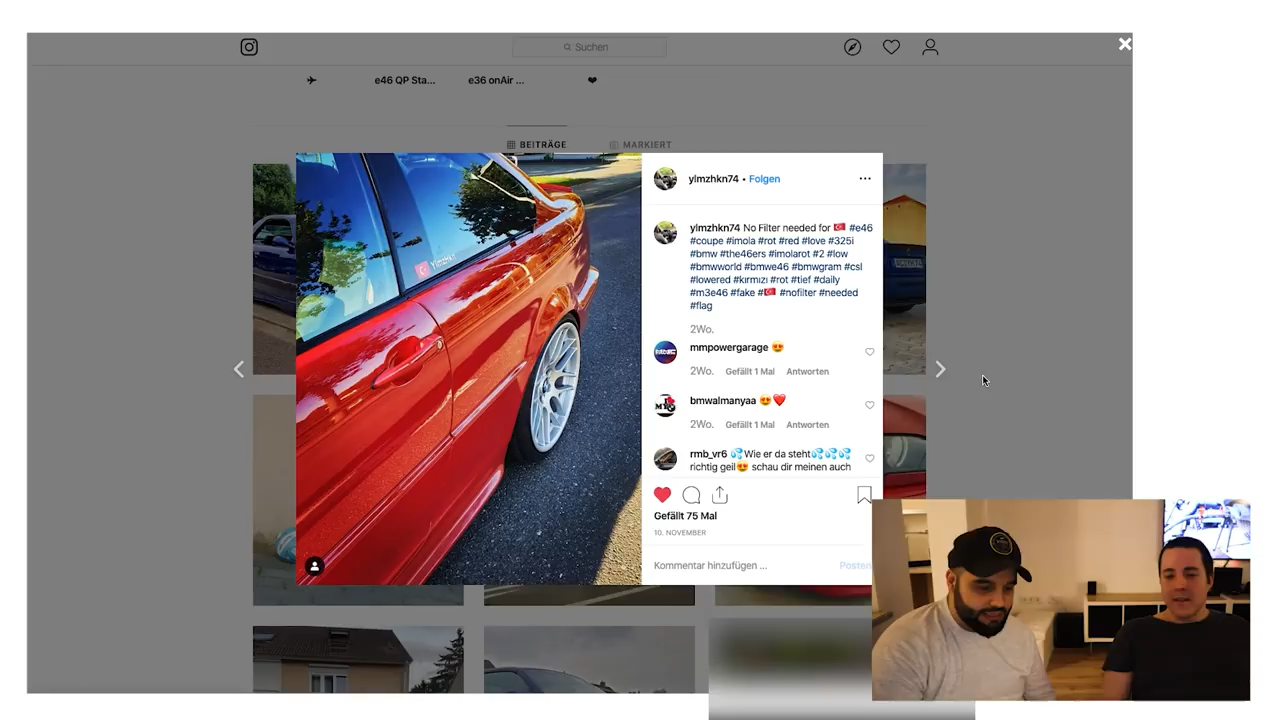 Suchen
e46 QP Sta...
e36 onAir ...
BEITRÄGE
MARKIERT
ylmzhkn74 • Folgen
ylmzhkn74 No Filter needed for 🇹🇷 #e46
#coupe #imola #rot #red #love #325i
#bmw #the46ers #imolarot #2 #low
#bmwworld #bmwe46 #bmwgram #csl
#lowered #kırmızı #rot #tief #daily
#m3e46 #fake #🇹🇷 #nofilter #needed
#flag
2Wo.
mmpowergarage 😍
2Wo. Gefällt 1 Mal Antworten
bmwalmanyaa 😍❤️
2Wo. Gefällt 1 Mal Antworten
rmb_vr6 💦Wie er da steht💦💦💦
richtig geil😍 schau dir meinen auch
Gefällt 75 Mal
10. NOVEMBER
Kommentar hinzufügen ...
Posten
Ylmzhkn